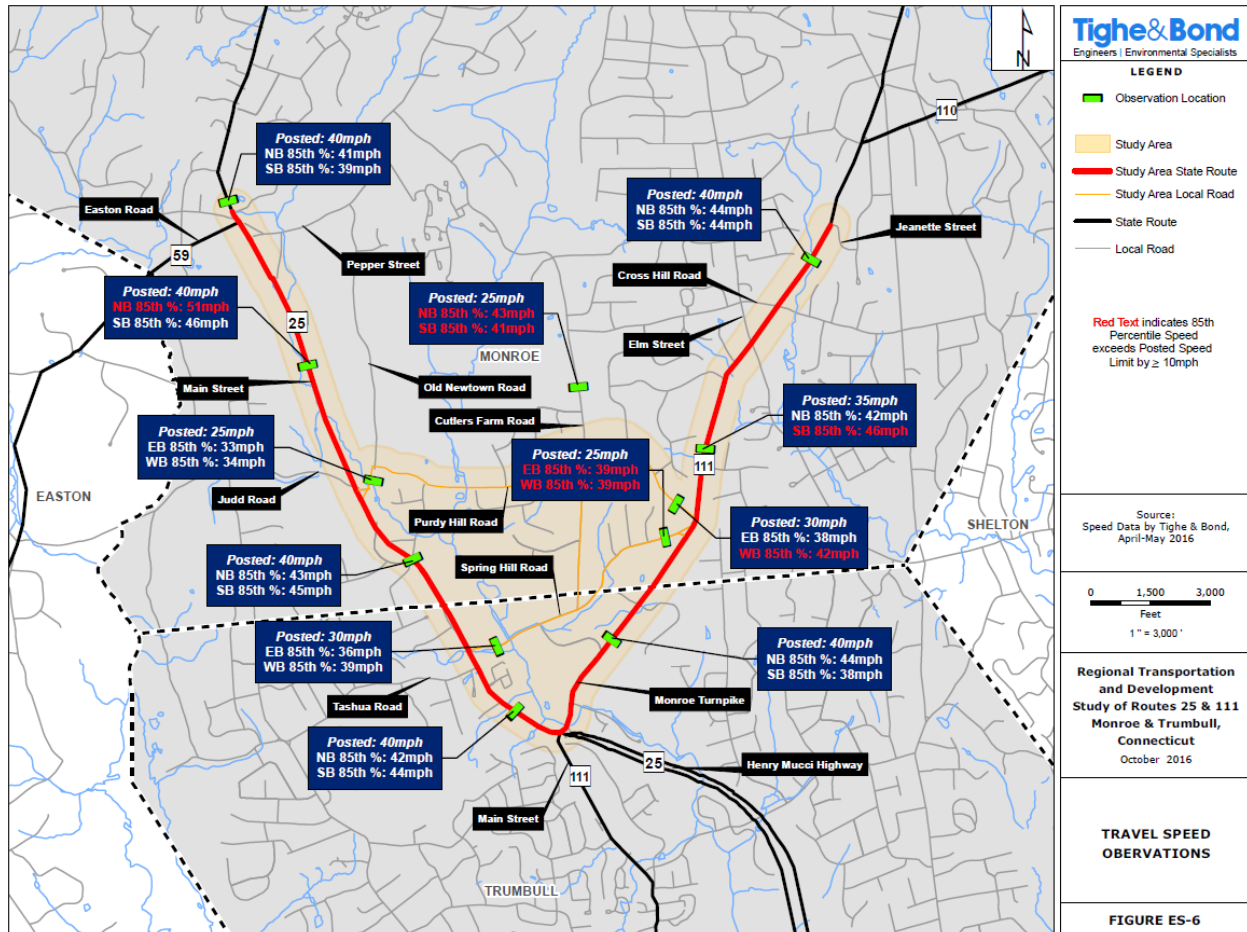 Posted: 40mph
NB 85th %: 41mph
SB 85th %: 39mph
Easton Road
59
Pepper Street
Posted: 40mph
NB 85th %: 51mph
SB 85th %: 46mph
25
Main Street
Old Newtown Road
Posted: 25mph
EB 85th %: 33mph
WB 85th %: 34mph
Judd Road
EASTON
Posted: 25mph
NB 85th %: 43mph
SB 85th %: 41mph
MONROE
Cutlers Farm Road
Posted: 25mph
EB 85th %: 39mph
WB 85th %: 39mph
Purdy Hill Road
Posted: 40mph
NB 85th %: 44mph
SB 85th %: 44mph
110
Jeanette Street
Cross Hill Road
Elm Street
Posted: 35mph
NB 85th %: 42mph
SB 85th %: 46mph
111
Posted: 30mph
EB 85th %: 38mph
WB 85th %: 42mph
SHELTON
Posted: 40mph
NB 85th %: 43mph
SB 85th %: 45mph
Spring Hill Road
Posted: 30mph
EB 85th %: 36mph
WB 85th %: 39mph
Tashua Road
Posted: 40mph
NB 85th %: 44mph
SB 85th %: 38mph
Monroe Turnpike
Posted: 40mph
NB 85th %: 42mph
SB 85th %: 44mph
111
25
Henry Mucci Highway
Main Street
TRUMBULL
N
Tighe&Bond
Engineers | Environmental Specialists
LEGEND
Observation Location
Study Area
Study Area State Route
Study Area Local Road
State Route
Local Road
Red Text indicates 85th
Percentile Speed
exceeds Posted Speed
Limit by ≥ 10mph
Source:
Speed Data by Tighe & Bond,
April-May 2016
0 1,500 3,000
Feet
1 " = 3,000 '
Regional Transportation
and Development
Study of Routes 25 & 111
Monroe & Trumbull,
Connecticut
October 2016
TRAVEL SPEED
OBERVATIONS
FIGURE ES-6